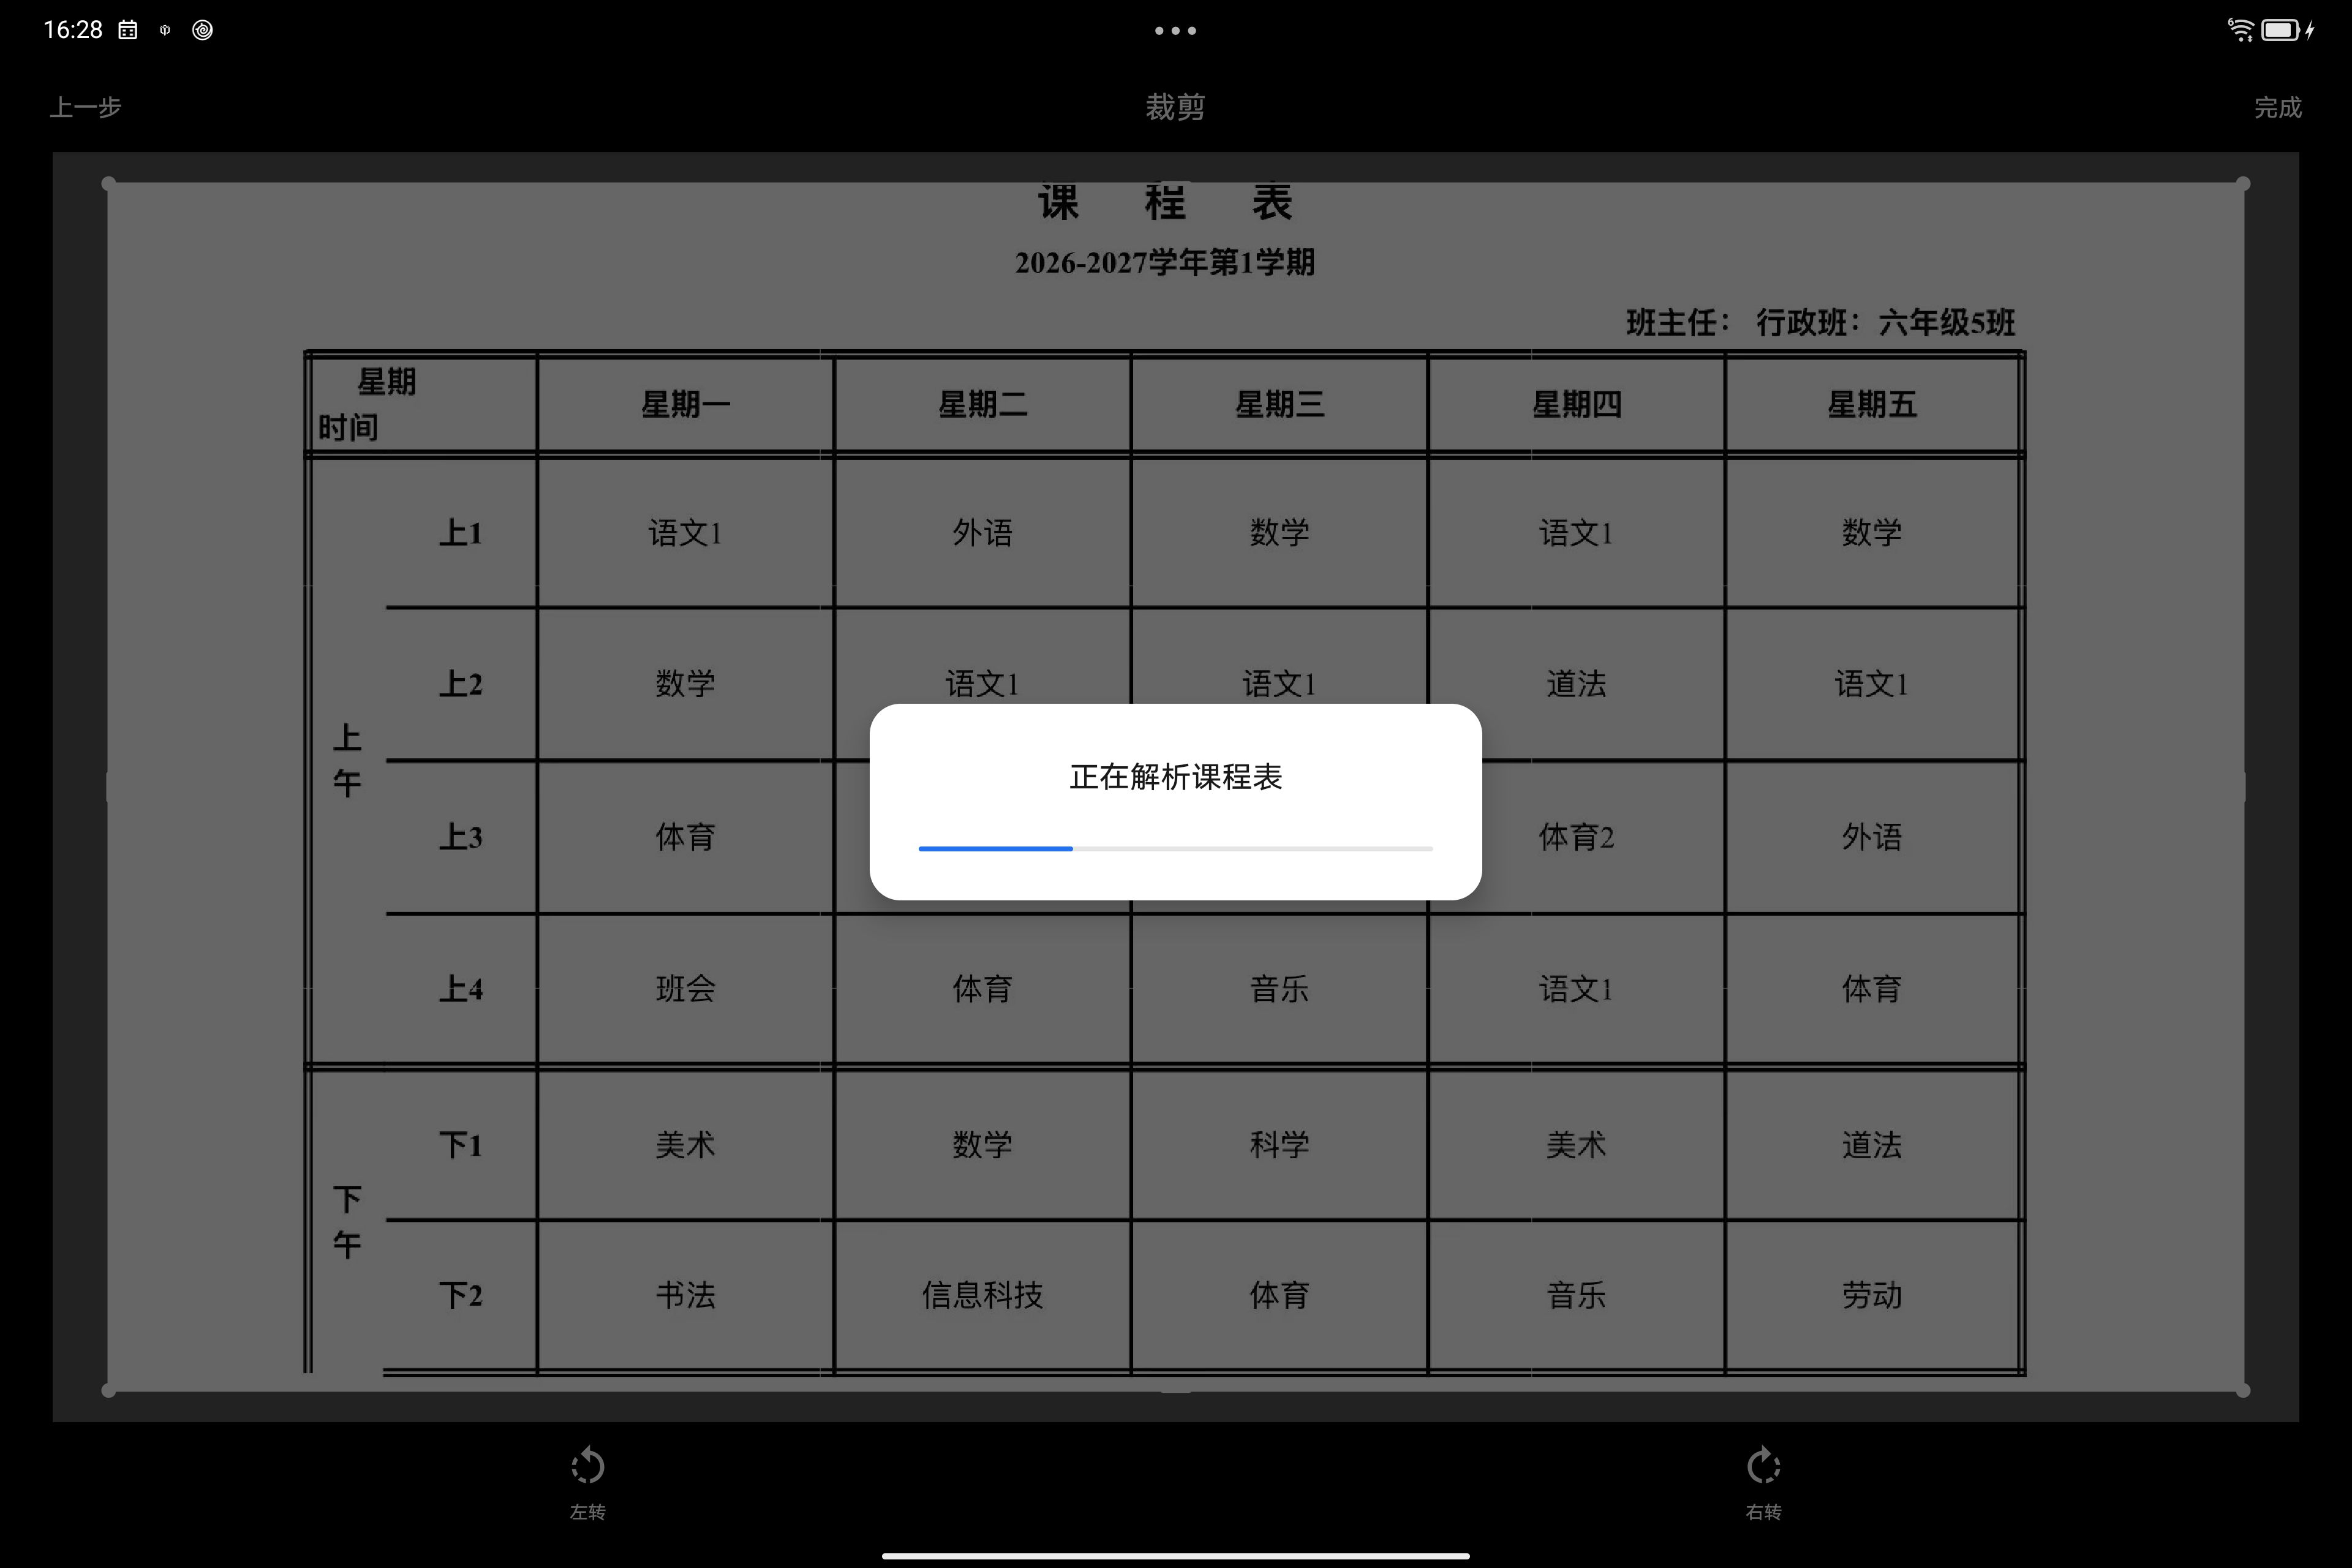 16:28
上一步 裁剪 完成
课 程 表
2026-2027学年第1学期
班主任： 行政班：六年级5班
星期
时间
星期一 星期二 星期三 星期四 星期五
上午
上1 语文1 外语 数学 语文1 数学
上2 数学 语文1 语文1 道法 语文1
正在解析课程表
上3 体育 体育2 外语
上4 班会 体育 音乐 语文1 体育
下午
下1 美术 数学 科学 美术 道法
下2 书法 信息科技 体育 音乐 劳动
左转 右转